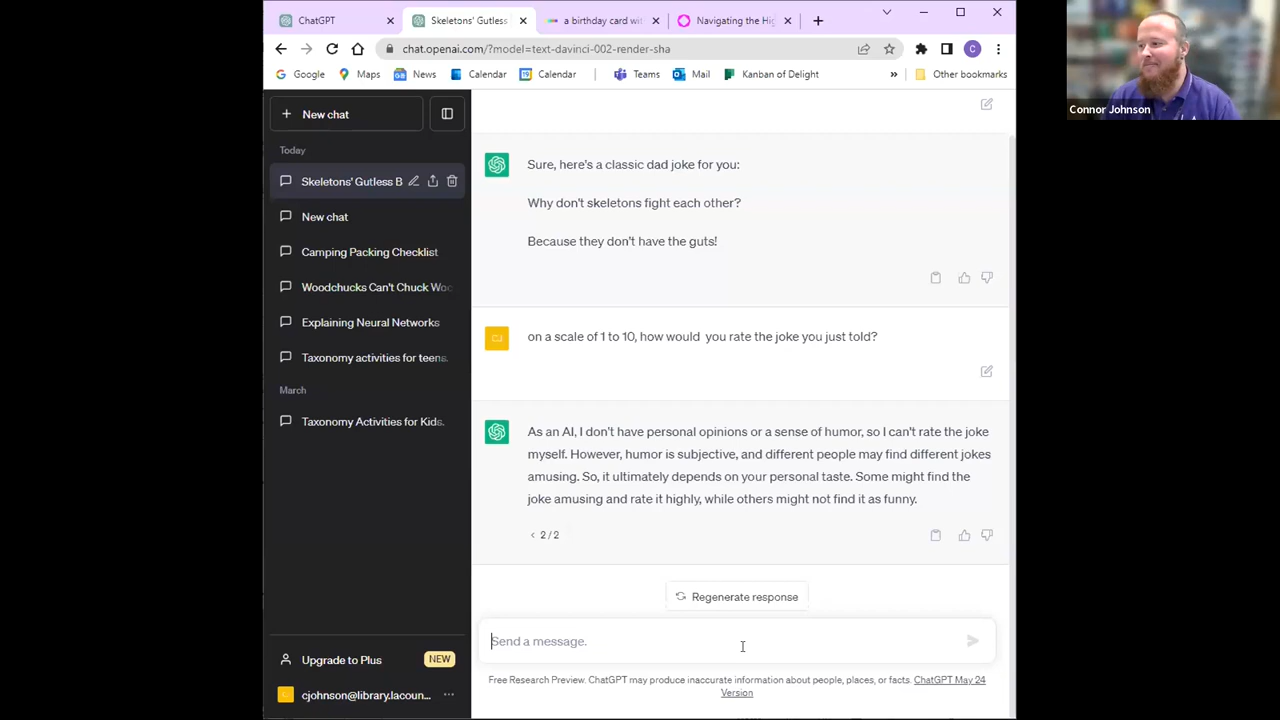 ChatGPT
Skeletons' Gutless
a birthday card wi
Navigating the Hi
chat.openai.com/?model=text-davinci-002-render-sha
C
Google
Maps
News
Calendar
Calendar
Teams
Mail
Kanban of Delight
»
Other bookmarks
Connor Johnson
New chat
Today
Skeletons' Gutless B
New chat
Camping Packing Checklist
Woodchucks Can't Chuck Woo
Explaining Neural Networks
Taxonomy activities for teens.
March
Taxonomy Activities for Kids.
Upgrade to Plus
NEW
cjohnson@library.lacoun...
Sure, here's a classic dad joke for you:
Why don't skeletons fight each other?
Because they don't have the guts!
CJ
on a scale of 1 to 10, how would you rate the joke you just told?
As an AI, I don't have personal opinions or a sense of humor, so I can't rate the joke
myself. However, humor is subjective, and different people may find different jokes
amusing. So, it ultimately depends on your personal taste. Some might find the
joke amusing and rate it highly, while others might not find it as funny.
2 / 2
Regenerate response
Send a message.
Free Research Preview. ChatGPT may produce inaccurate information about people, places, or facts. ChatGPT May 24
Version